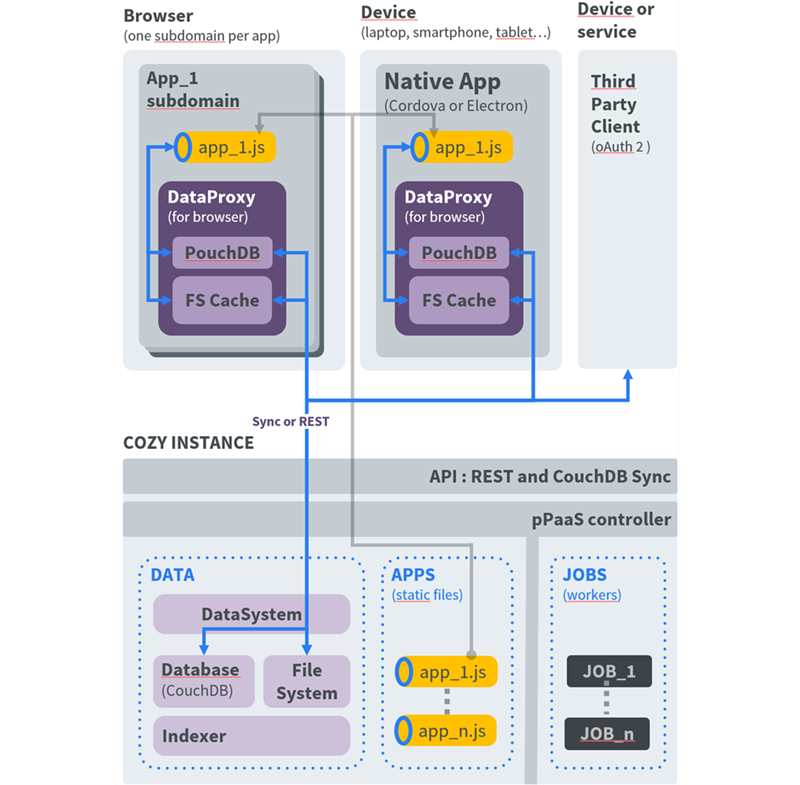 Browser
(one subdomain per app)
Device
(laptop, smartphone, tablet...)
Device or
service
App_1
subdomain
app_1.js
DataProxy
(for browser)
PouchDB
FS Cache
Native App
(Cordova or Electron)
app_1.js
DataProxy
(for browser)
PouchDB
FS Cache
Third
Party
Client
(oAuth 2 )
Sync or REST
COZY INSTANCE
API : REST and CouchDB Sync
pPaaS controller
DATA
DataSystem
Database
(CouchDB)
File
System
Indexer
APPS
(static files)
app_1.js
app_n.js
JOBS
(workers)
JOB_1
JOB_n